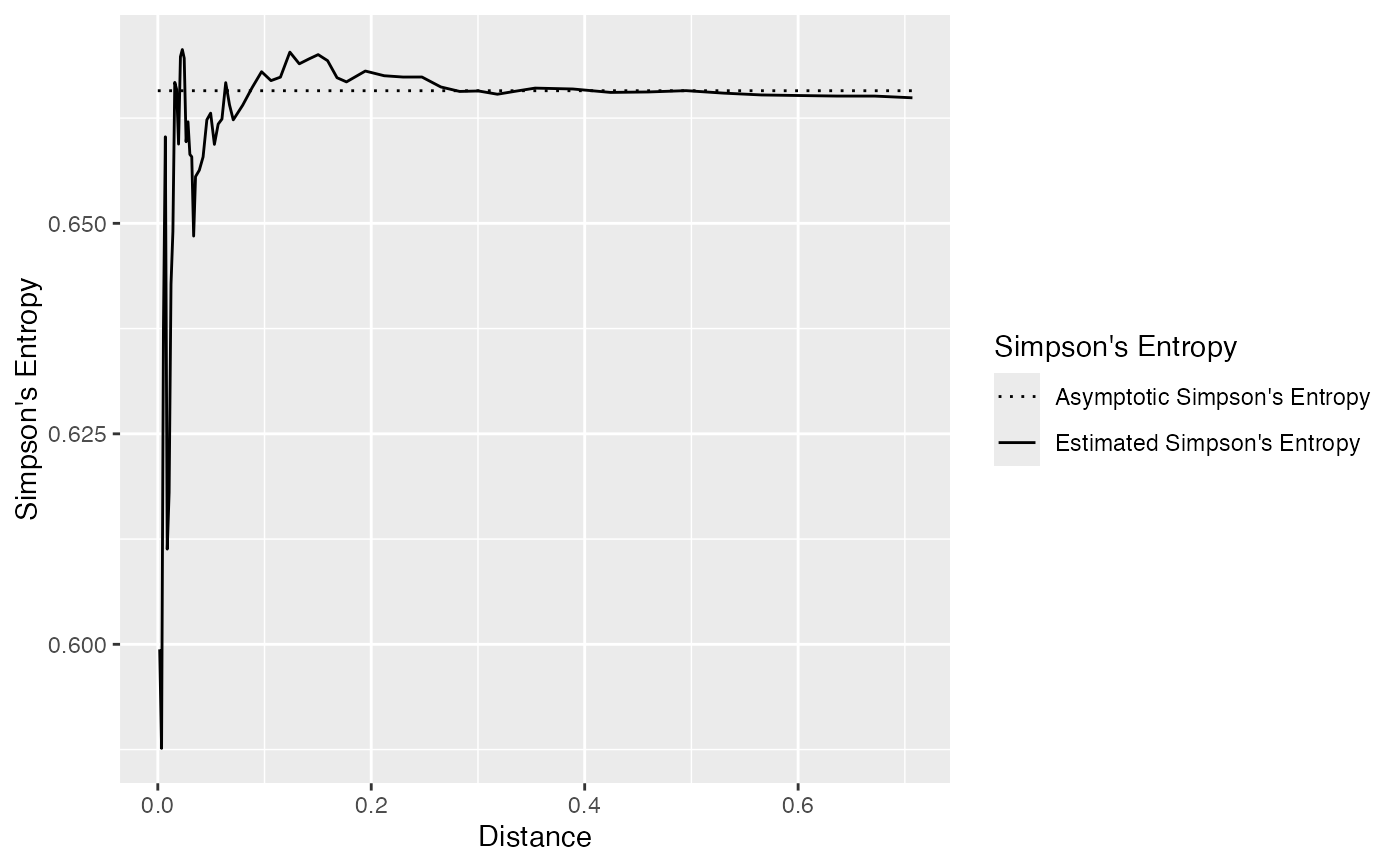 0.650
0.625
0.600
Simpson's Entropy
0.0 0.2 0.4 0.6
Distance
Simpson's Entropy
Asymptotic Simpson's Entropy
Estimated Simpson's Entropy